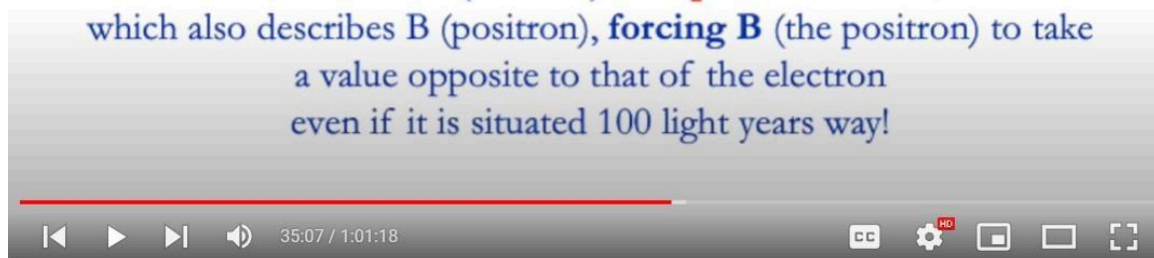 which also describes B (positron), forcing B (the positron) to take
a value opposite to that of the electron
even if it is situated 100 light years way!
35:07 / 1:01:18
CC
HD